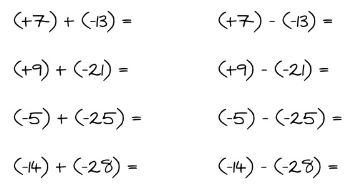 (+7) + (-13) = (+7) - (-13) =
(+9) + (-21) = (+9) - (-21) =
(-5) + (-25) = (-5) - (-25) =
(-14) + (-28) = (-14) - (-28) =